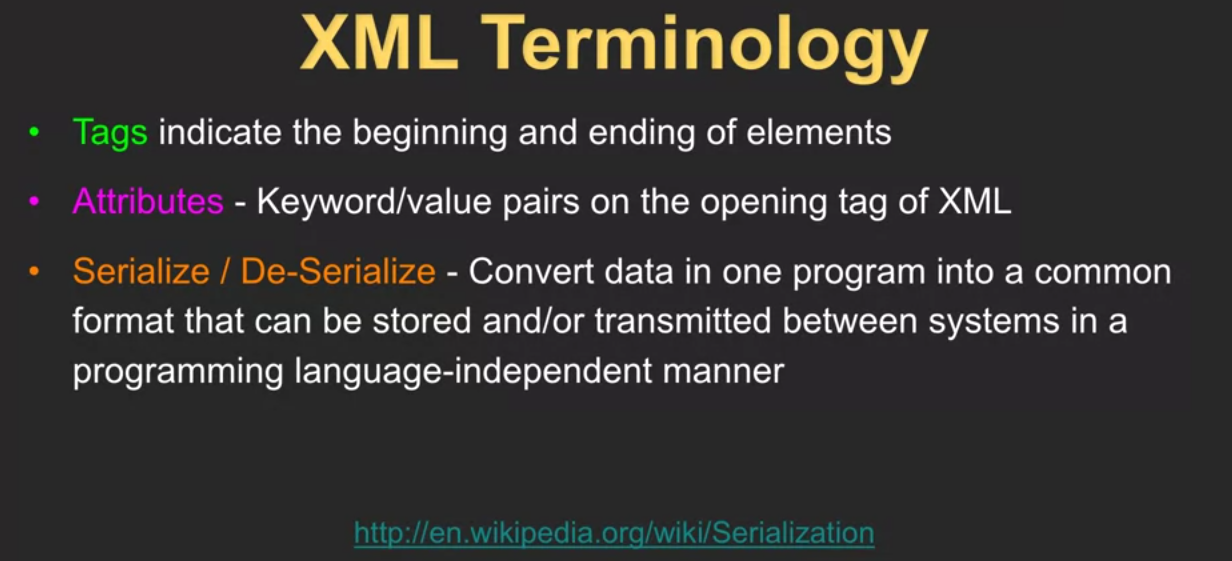 XML Terminology
• Tags indicate the beginning and ending of elements
• Attributes - Keyword/value pairs on the opening tag of XML
• Serialize / De-Serialize - Convert data in one program into a common
format that can be stored and/or transmitted between systems in a
programming language-independent manner
http://en.wikipedia.org/wiki/Serialization